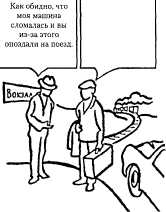 Как обидно, что
моя машина
сломалась и вы
из-за этого
опоздали на поезд.
Вокзал